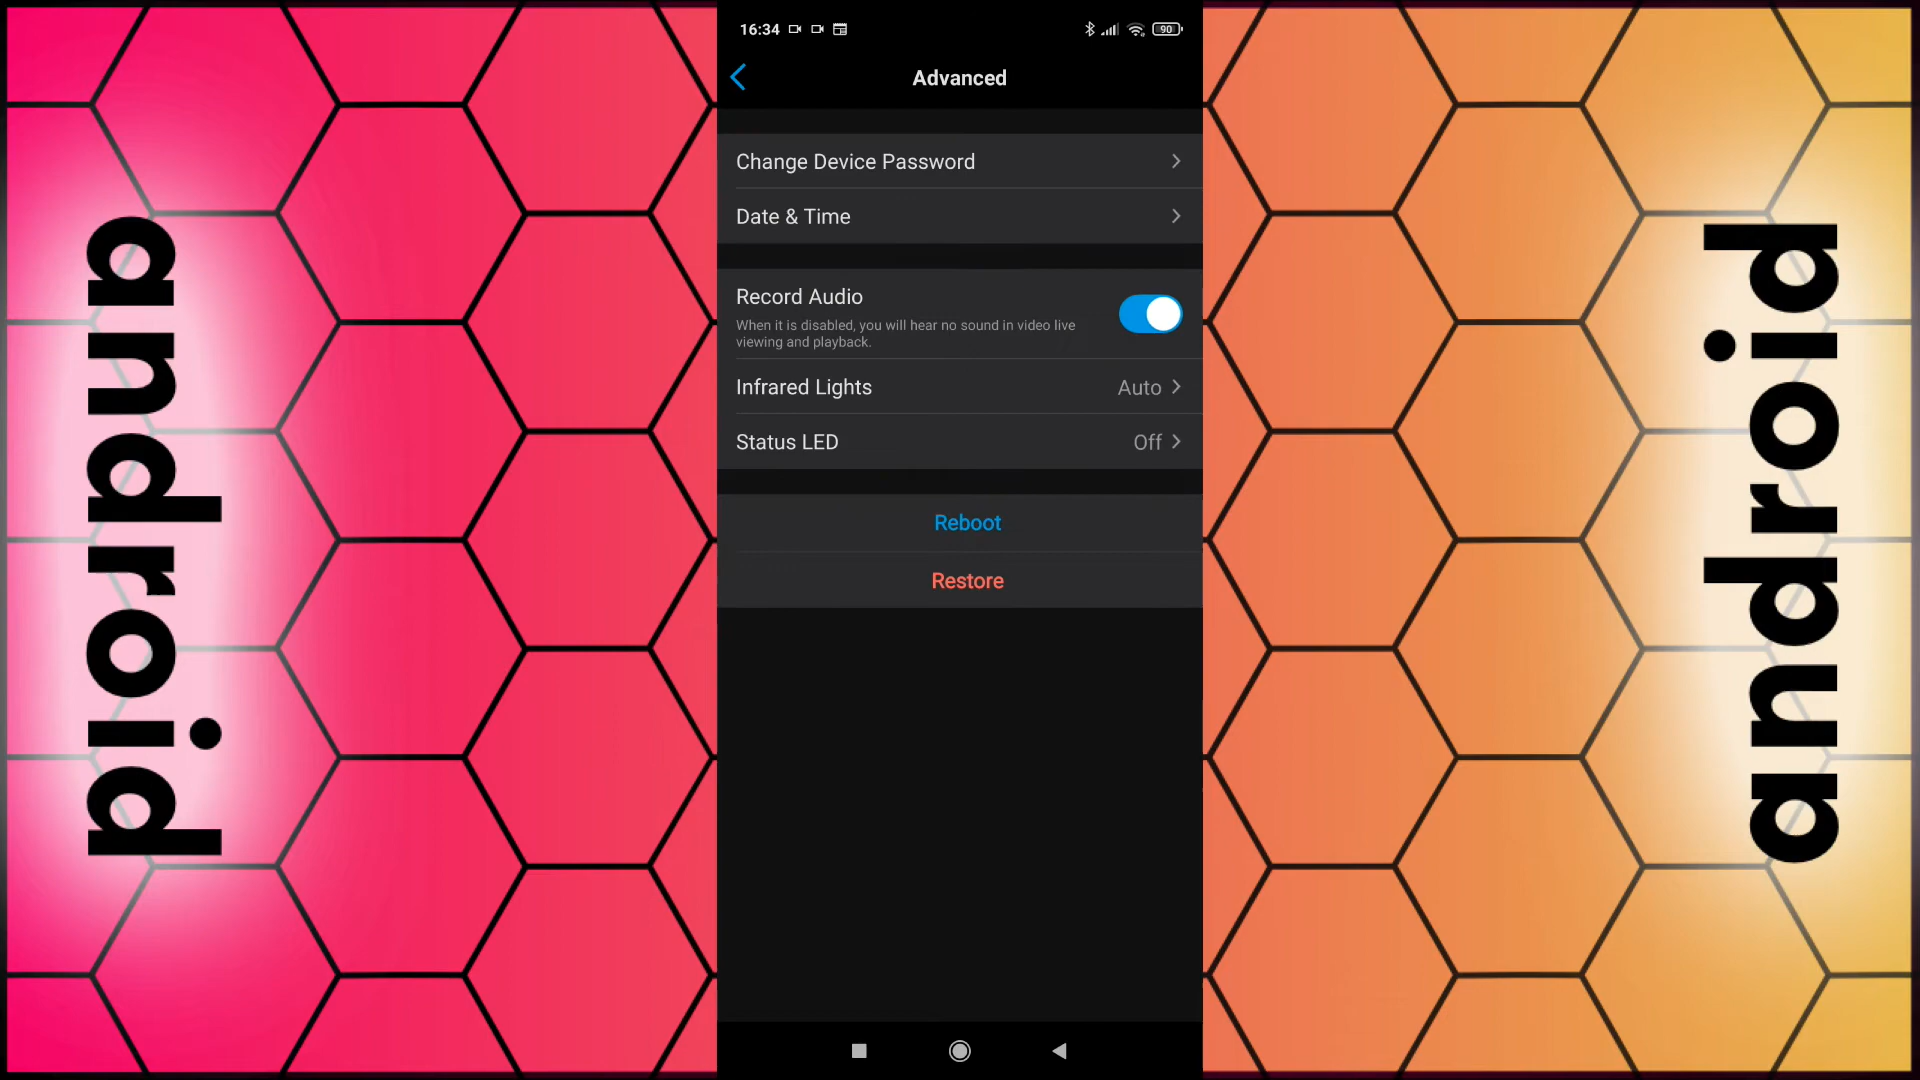 android
16:34
90
Advanced
Change Device Password
Date & Time
Record Audio
When it is disabled, you will hear no sound in video live
viewing and playback.
Infrared Lights Auto
Status LED Off
Reboot
Restore
android